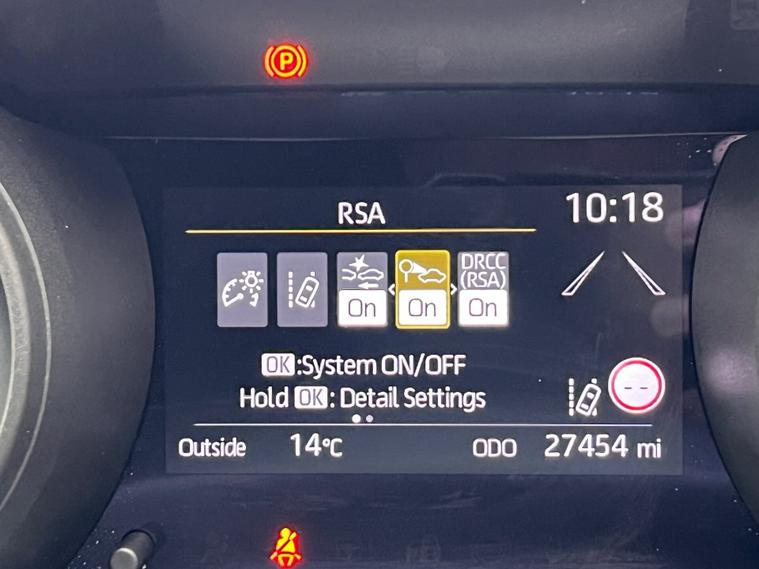 P
RSA
10:18
DRCC
(RSA)
On
On
On
OK:System ON/OFF
Hold OK: Detail Settings
--
Outside 14°C ODO 27454 mi